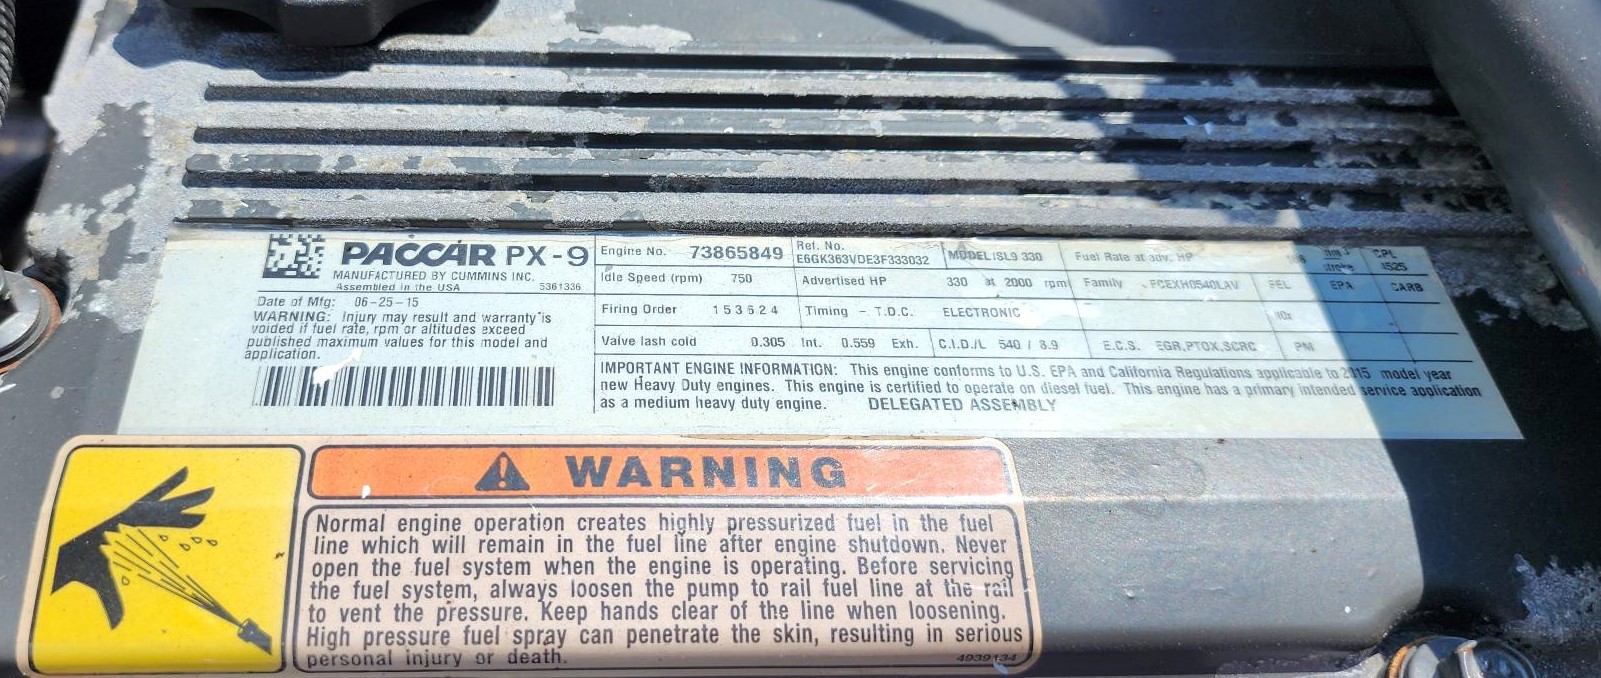 PACCAR PX-9
MANUFACTURED BY CUMMINS INC.
Assembled in the USA 5361336
Date of Mfg: 06-25-15
WARNING: Injury may result and warranty is
voided if fuel rate, rpm or altitudes exceed
published maximum values for this model and
application.
Engine No. 73865849
Ref. No.
E6GK363VDE3F333032
MODEL ISL9 330
Fuel Rate at adv. HP
mm³
stroke
CPL
Idle Speed (rpm) 750
Advertised HP 330 at 2000 rpm
Family FCEXH0540LAV
FEL
EPA
CARB
Firing Order 1 5 3 6 2 4
Timing - T.D.C. ELECTRONIC
Valve lash cold 0.305 Int. 0.559 Exh.
C.I.D./L 540 / 8.9
E.C.S. EGR,PTOX,SCRC
PM
IMPORTANT ENGINE INFORMATION: This engine conforms to U.S. EPA and California Regulations applicable to 2015 model year
new Heavy Duty engines. This engine is certified to operate on diesel fuel. This engine has a primary intended service application
as a medium heavy duty engine. DELEGATED ASSEMBLY
WARNING
Normal engine operation creates highly pressurized fuel in the fuel
line which will remain in the fuel line after engine shutdown. Never
open the fuel system when the engine is operating. Before servicing
the fuel system, always loosen the pump to rail fuel line at the rail
to vent the pressure. Keep hands clear of the line when loosening.
High pressure fuel spray can penetrate the skin, resulting in serious
personal injury or death.
4939134